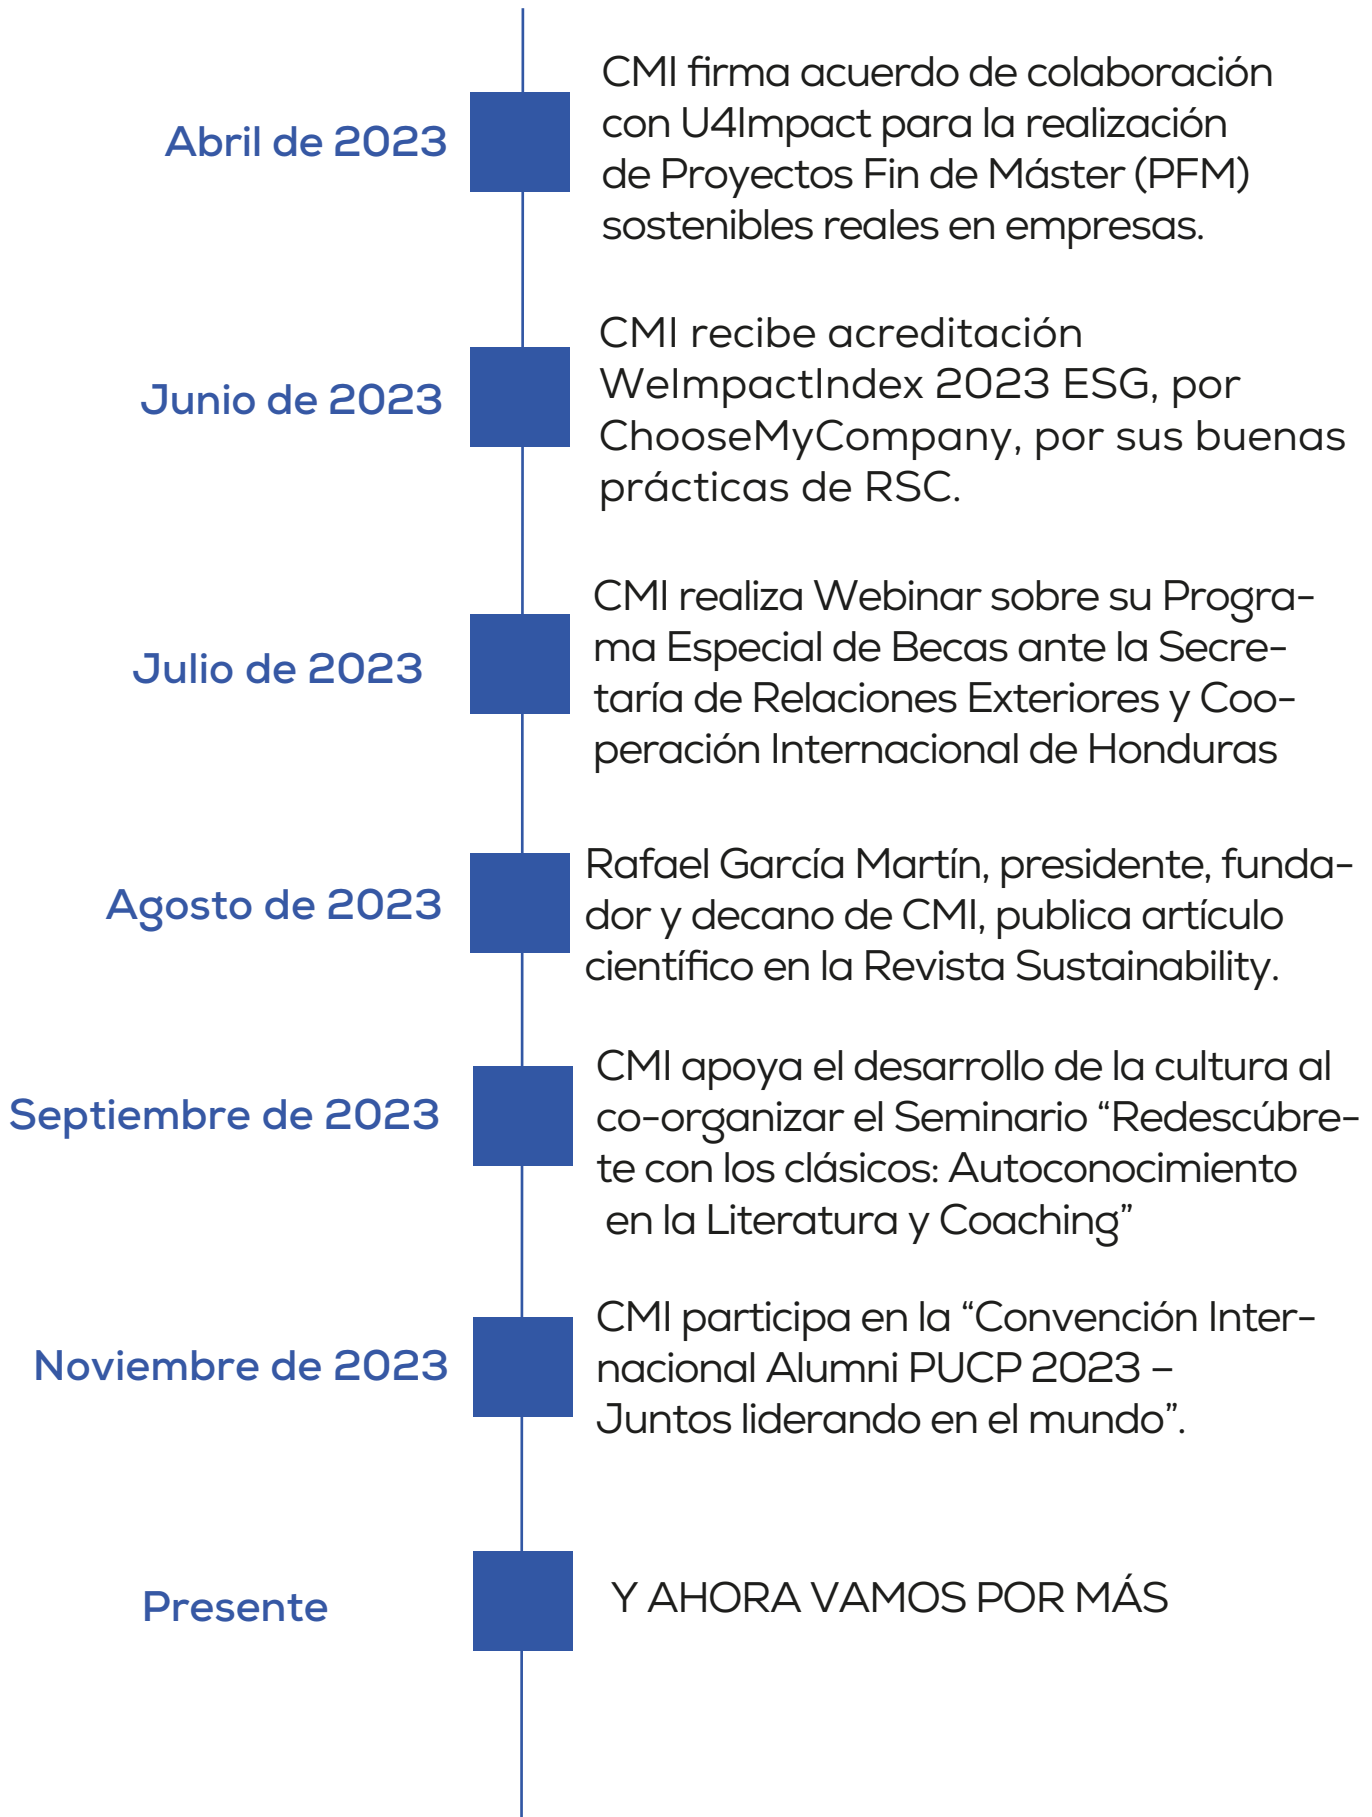 Abril de 2023
CMI firma acuerdo de colaboración
con U4Impact para la realización
de Proyectos Fin de Máster (PFM)
sostenibles reales en empresas.
Junio de 2023
CMI recibe acreditación
WeImpactIndex 2023 ESG, por
ChooseMyCompany, por sus buenas
prácticas de RSC.
Julio de 2023
CMI realiza Webinar sobre su Progra-
ma Especial de Becas ante la Secre-
taría de Relaciones Exteriores y Coo-
peración Internacional de Honduras
Agosto de 2023
Rafael García Martín, presidente, funda-
dor y decano de CMI, publica artículo
científico en la Revista Sustainability.
Septiembre de 2023
CMI apoya el desarrollo de la cultura al
co-organizar el Seminario “Redescúbre-
te con los clásicos: Autoconocimiento
en la Literatura y Coaching”
Noviembre de 2023
CMI participa en la “Convención Inter-
nacional Alumni PUCP 2023 –
Juntos liderando en el mundo”.
Presente
Y AHORA VAMOS POR MÁS